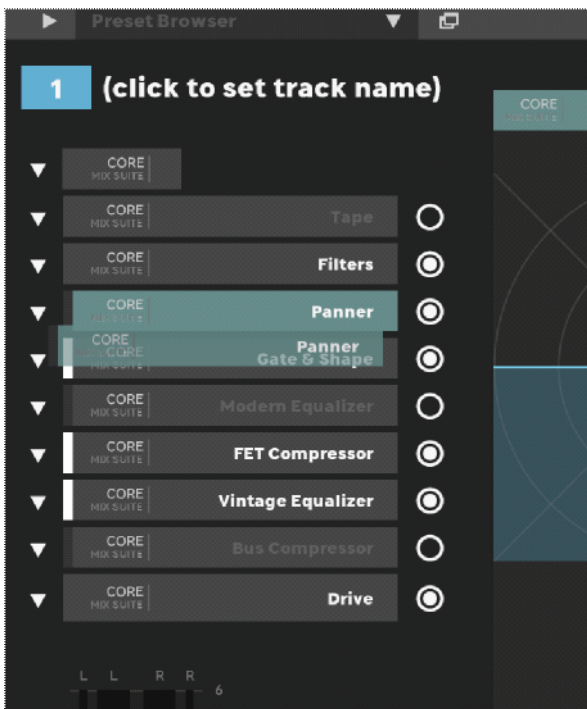 Preset Browser
1 (click to set track name)
CORE
CORE
MIX SUITE
CORE
MIX SUITE
Tape
CORE
MIX SUITE
Filters
CORE
Panner
CORE
Panner
CORE
MIX SUITE
Gate & Shape
CORE
MIX SUITE
Modern Equalizer
CORE
MIX SUITE
FET Compressor
CORE
MIX SUITE
Vintage Equalizer
CORE
MIX SUITE
Bus Compressor
CORE
MIX SUITE
Drive
L L R R
6